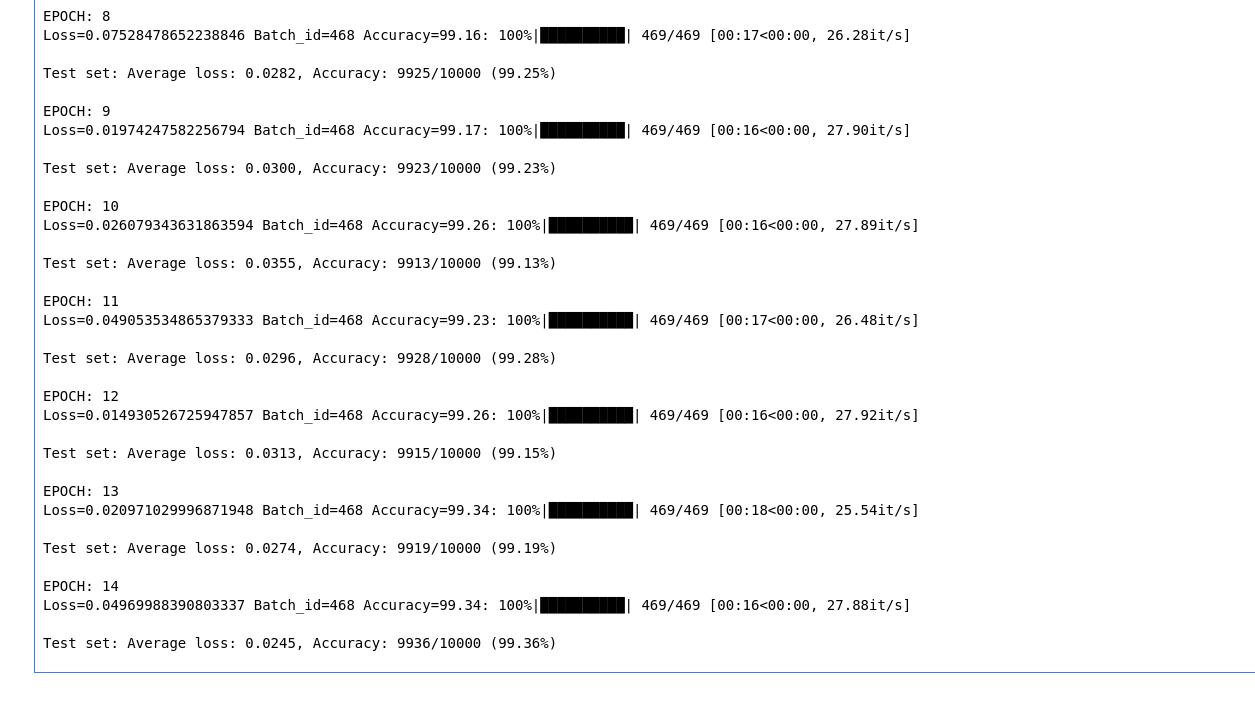 EPOCH: 8
Loss=0.07528478652238846 Batch_id=468 Accuracy=99.16: 100%|██████████| 469/469 [00:17<00:00, 26.28it/s]
Test set: Average loss: 0.0282, Accuracy: 9925/10000 (99.25%)
EPOCH: 9
Loss=0.01974247582256794 Batch_id=468 Accuracy=99.17: 100%|██████████| 469/469 [00:16<00:00, 27.90it/s]
Test set: Average loss: 0.0300, Accuracy: 9923/10000 (99.23%)
EPOCH: 10
Loss=0.026079343631863594 Batch_id=468 Accuracy=99.26: 100%|██████████| 469/469 [00:16<00:00, 27.89it/s]
Test set: Average loss: 0.0355, Accuracy: 9913/10000 (99.13%)
EPOCH: 11
Loss=0.049053534865379333 Batch_id=468 Accuracy=99.23: 100%|██████████| 469/469 [00:17<00:00, 26.48it/s]
Test set: Average loss: 0.0296, Accuracy: 9928/10000 (99.28%)
EPOCH: 12
Loss=0.014930526725947857 Batch_id=468 Accuracy=99.26: 100%|██████████| 469/469 [00:16<00:00, 27.92it/s]
Test set: Average loss: 0.0313, Accuracy: 9915/10000 (99.15%)
EPOCH: 13
Loss=0.020971029996871948 Batch_id=468 Accuracy=99.34: 100%|██████████| 469/469 [00:18<00:00, 25.54it/s]
Test set: Average loss: 0.0274, Accuracy: 9919/10000 (99.19%)
EPOCH: 14
Loss=0.04969988390803337 Batch_id=468 Accuracy=99.34: 100%|██████████| 469/469 [00:16<00:00, 27.88it/s]
Test set: Average loss: 0.0245, Accuracy: 9936/10000 (99.36%)